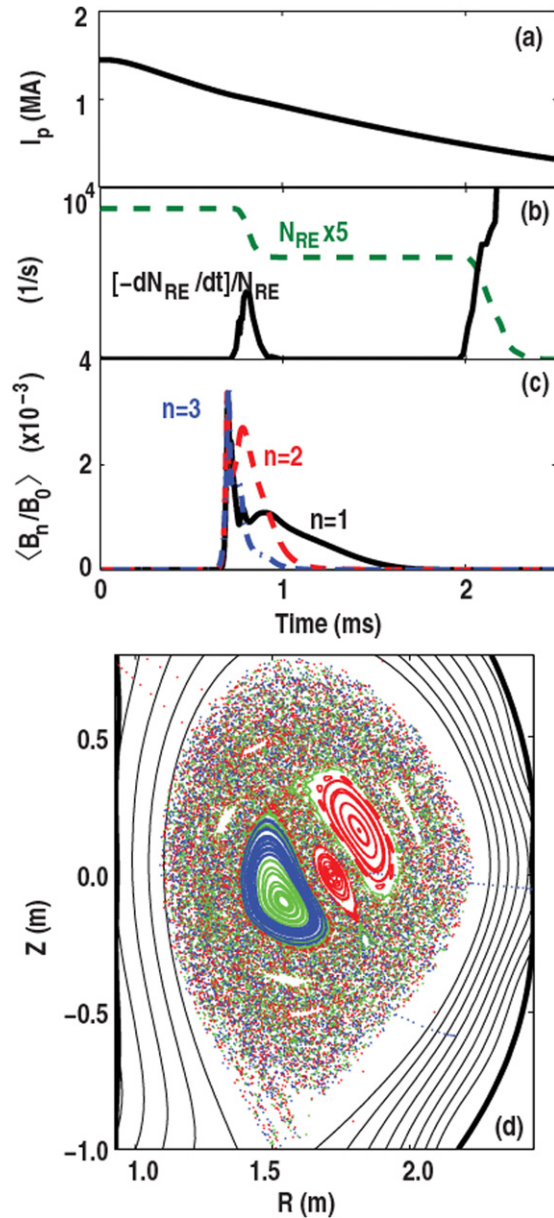 2
(a)
I_p (MA)
1
10^4
(b)
N_RE x5
(1/s)
[-dN_RE /dt]/N_RE
4
(c)
⟨B_n/B_0⟩ (x10^-3)
n=3
n=2
2
n=1
0
0 1 2
Time (ms)
0.5
Z (m)
0.0
-0.5
-1.0
(d)
1.0 1.5 2.0
R (m)